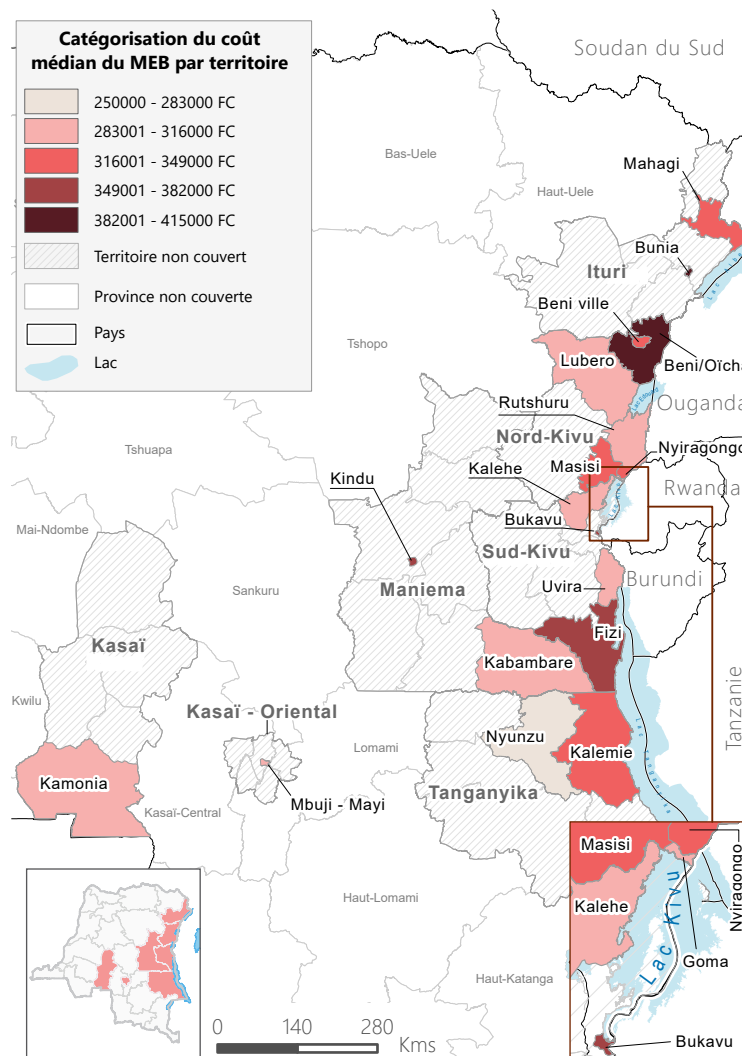 Catégorisation du coût
médian du MEB par territoire
250000 - 283000 FC
283001 - 316000 FC
316001 - 349000 FC
349001 - 382000 FC
382001 - 415000 FC
Territoire non couvert
Province non couverte
Pays
Lac
Soudan du Sud
Bas-Uele
Mahagi
Haut-Uele
Bunia
Ituri
Beni ville
Tshopo
Lubero
Beni/Oïcha
Lac Edouard
Rutshuru
Ouganda
Nord-Kivu
Tshuapa
Masisi
Nyiragongo
Kalehe
Kindu
Rwanda
Bukavu
Mai-Ndombe
Sud-Kivu
Burundi
Sankuru
Maniema
Uvira
Kasaï
Fizi
Kabambare
Kwilu
Tanzanie
Kasaï - Oriental
Lomami
Nyunzu
Kalemie
Kamonia
Tanganyika
Mbuji - Mayi
Kasaï-Central
Haut-Lomami
Haut-Katanga
Masisi
Nyiragongo
Kalehe
Lac Kivu
Goma
Bukavu
0 140 280
Kms